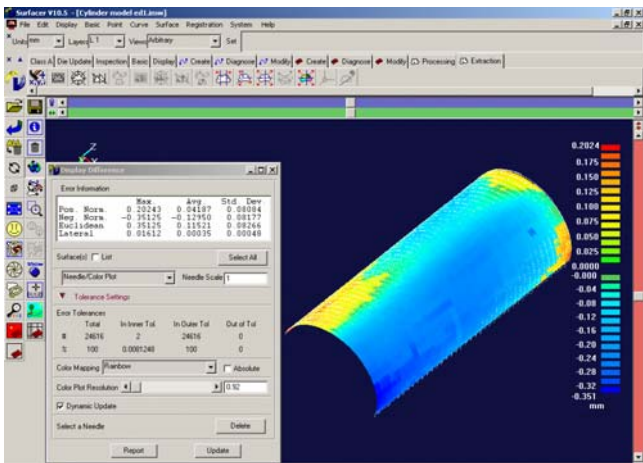 Surfacer V10.5 - [Cylinder model ed1.imw]
File Edit Display Basic Point Curve Surface Registration System Help
Units mm Layers L 1 Views Arbitrary Set
Class A Die Update Inspection Basic Display Create Diagnose Modify Create Diagnose Modify Processing Extraction
Z
Display Difference
Error Information
Max Avg. Std. Dev
Pos. Norm. 0.20243 0.04187 0.08084
Neg. Norm. -0.35125 -0.12950 0.08177
Euclidean 0.35125 0.11521 0.08266
Lateral 0.01612 0.00035 0.00048
Surface(s) List Select All
Needle/Color Plot Needle Scale 1
Tolerance Settings
Error Tolerances
Total In Inner Tol. In Outer Tol Out of Tol
# 24616 2 24616 0
% 100 0.0081248 100 0
Color Mapping Rainbow Absolute
Color Plot Resolution 0.92
Dynamic Update
Select a Needle Delete
Report Update
0.2024
0.175
0.150
0.125
0.100
0.075
0.050
0.025
0.0000
-0.000
-0.04
-0.08
-0.12
-0.16
-0.20
-0.24
-0.28
-0.32
-0.351
mm